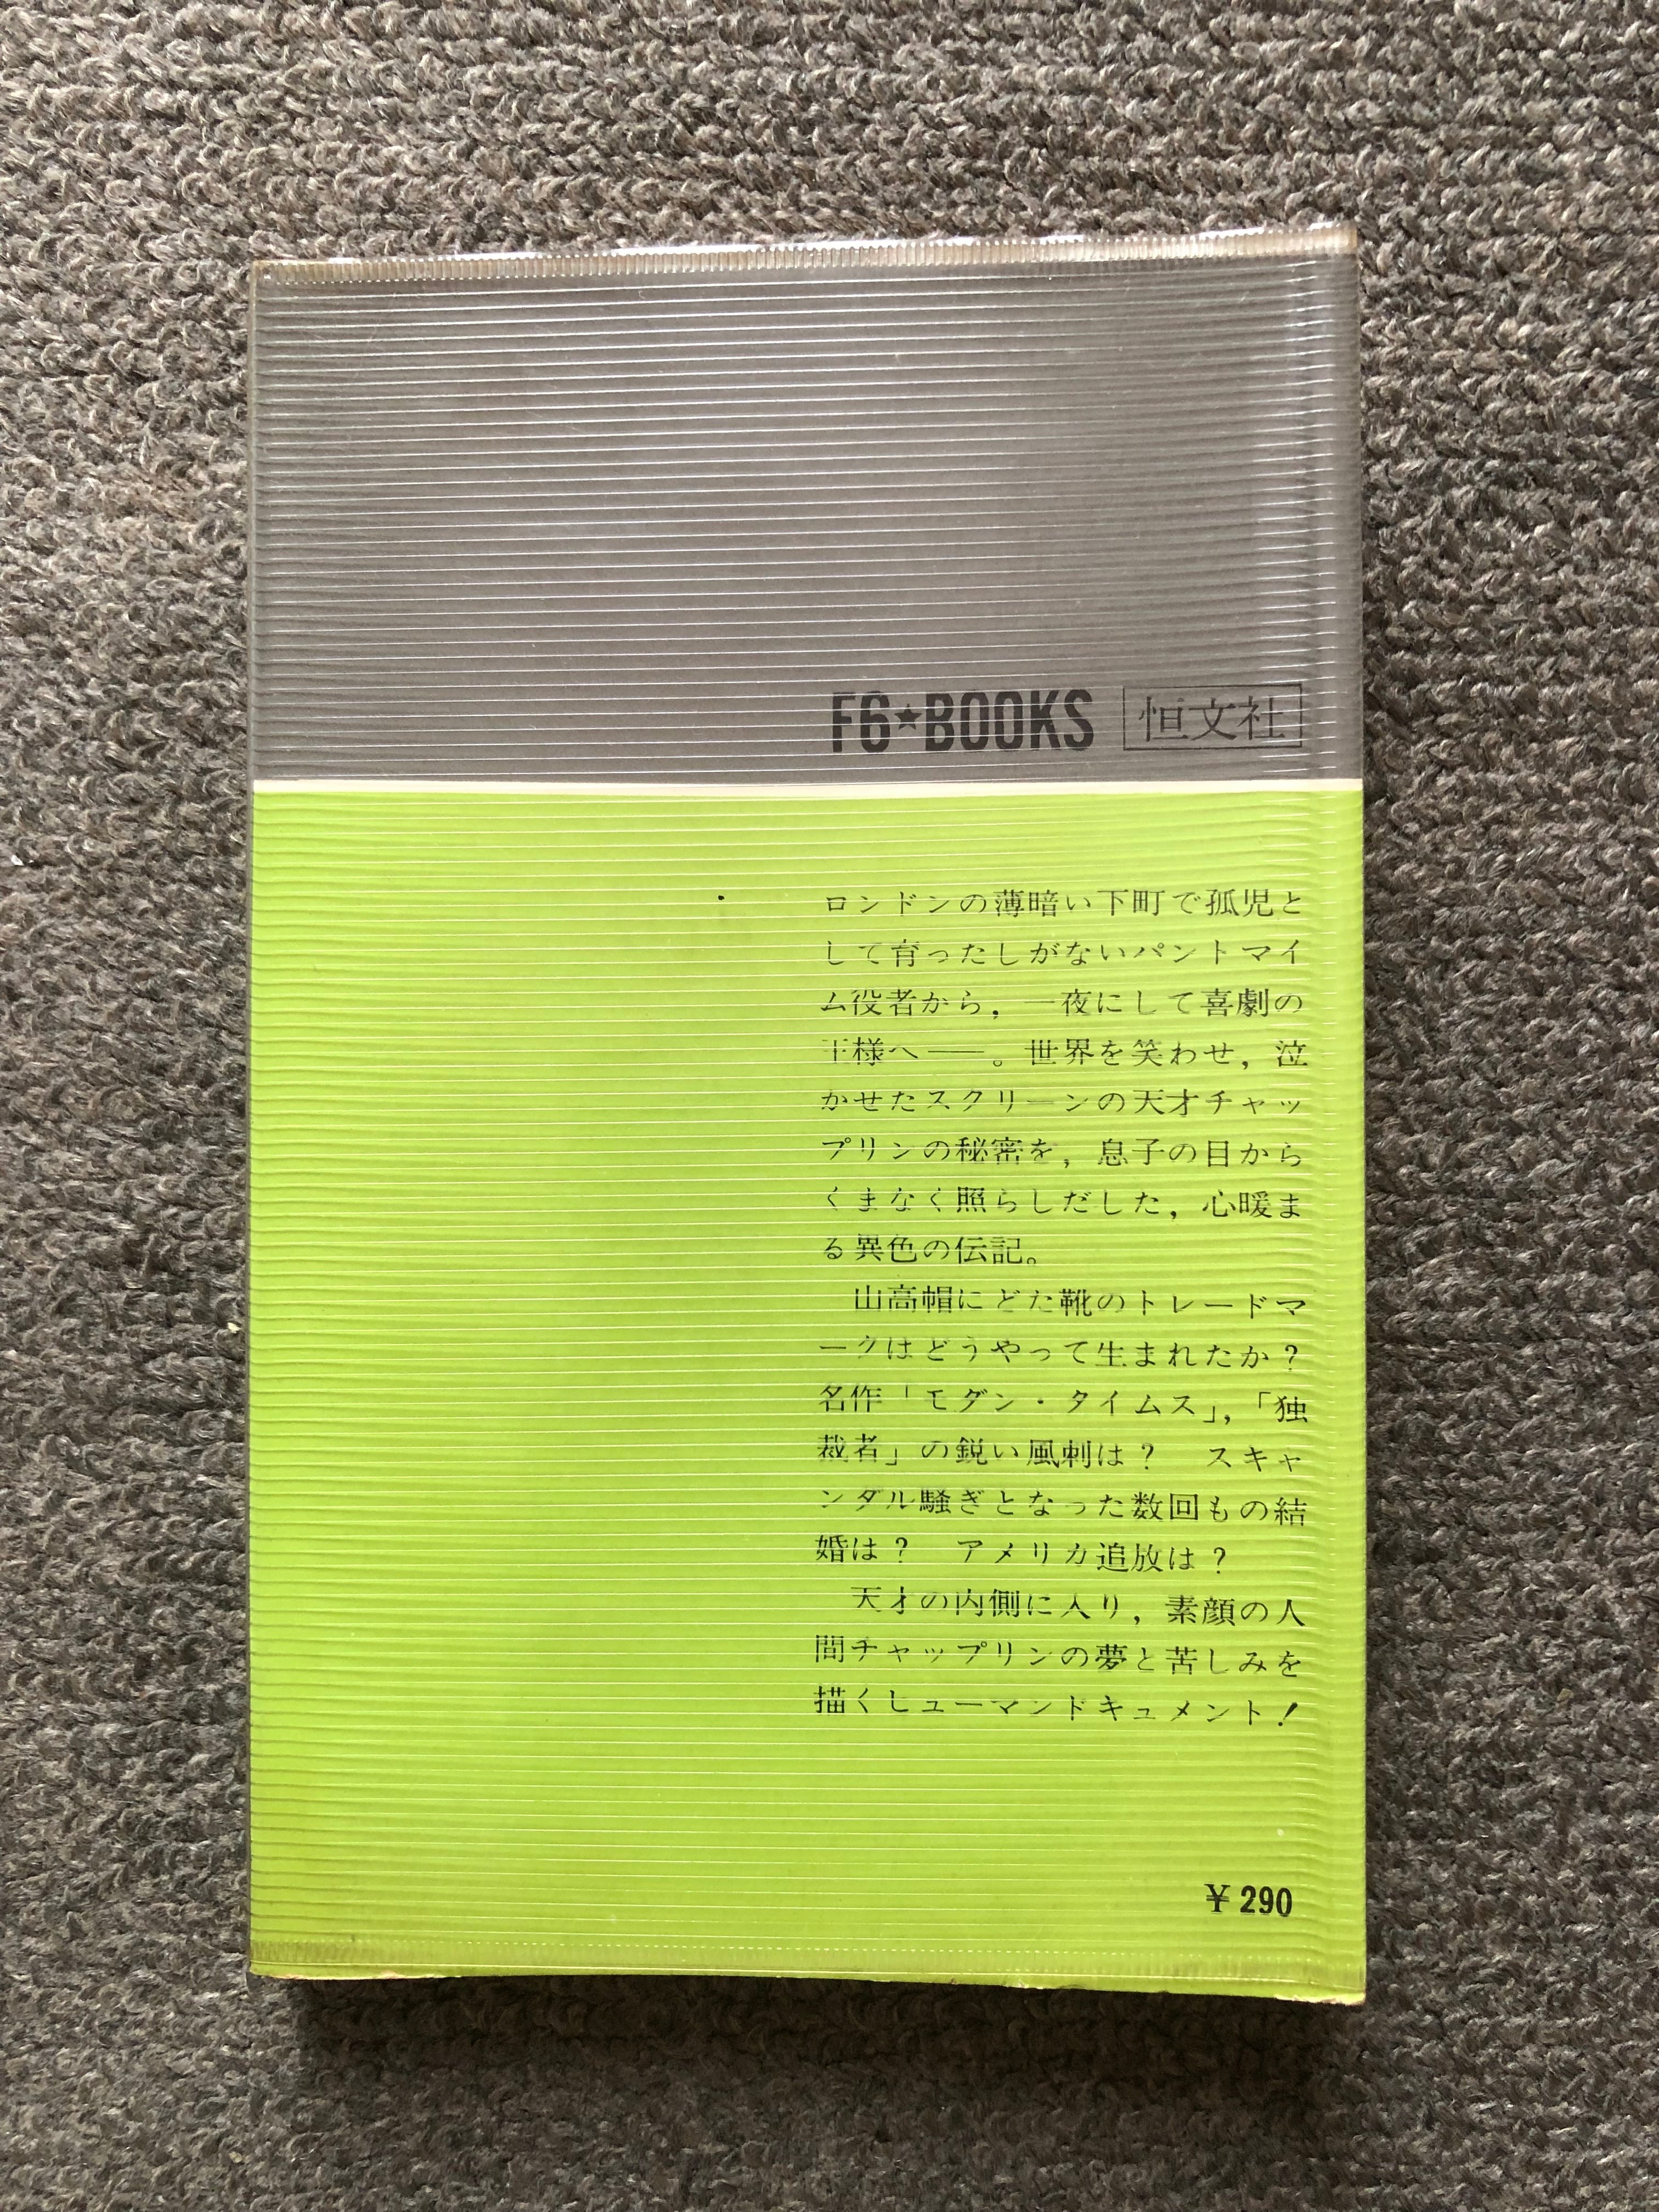 F6★BOOKS 恒文社
ロンドンの薄暗い下町で孤児と
して育ったしがないパントマイ
ム役者から，一夜にして喜劇の
王様へ――。世界を笑わせ，泣
かせたスクリーンの天才チャッ
プリンの秘密を，息子の目から
くまなく照らしだした，心暖ま
る異色の伝記。
　山高帽にどた靴のトレードマ
ークはどうやって生まれたか？
名作「モダン・タイムス」，「独
裁者」の鋭い風刺は？　スキャ
ンダル騒ぎとなった数回もの結
婚は？　アメリカ追放は？
　天才の内側に入り，素顔の人
間チャップリンの夢と苦しみを
描くヒューマンドキュメント！
￥290